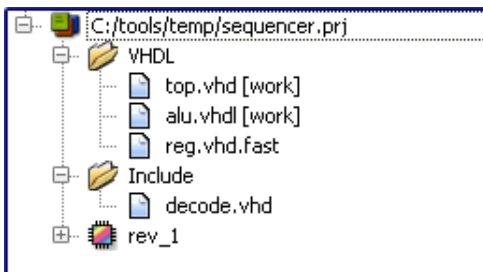 C:/tools/temp/sequencer.prj
VHDL
top.vhd [work]
alu.vhdl [work]
reg.vhd.fast
Include
decode.vhd
rev_1